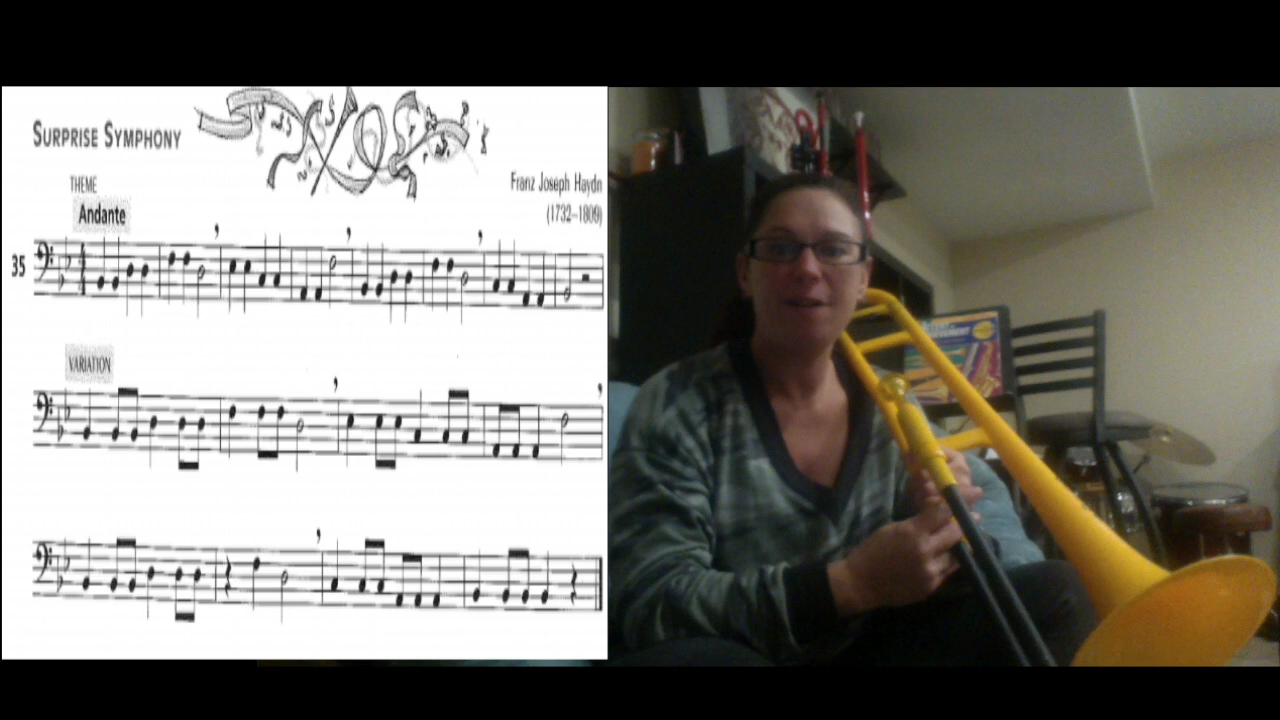 SURPRISE SYMPHONY
THEME
Franz Joseph Haydn
Andante
(1732–1809)
35
VARIATION